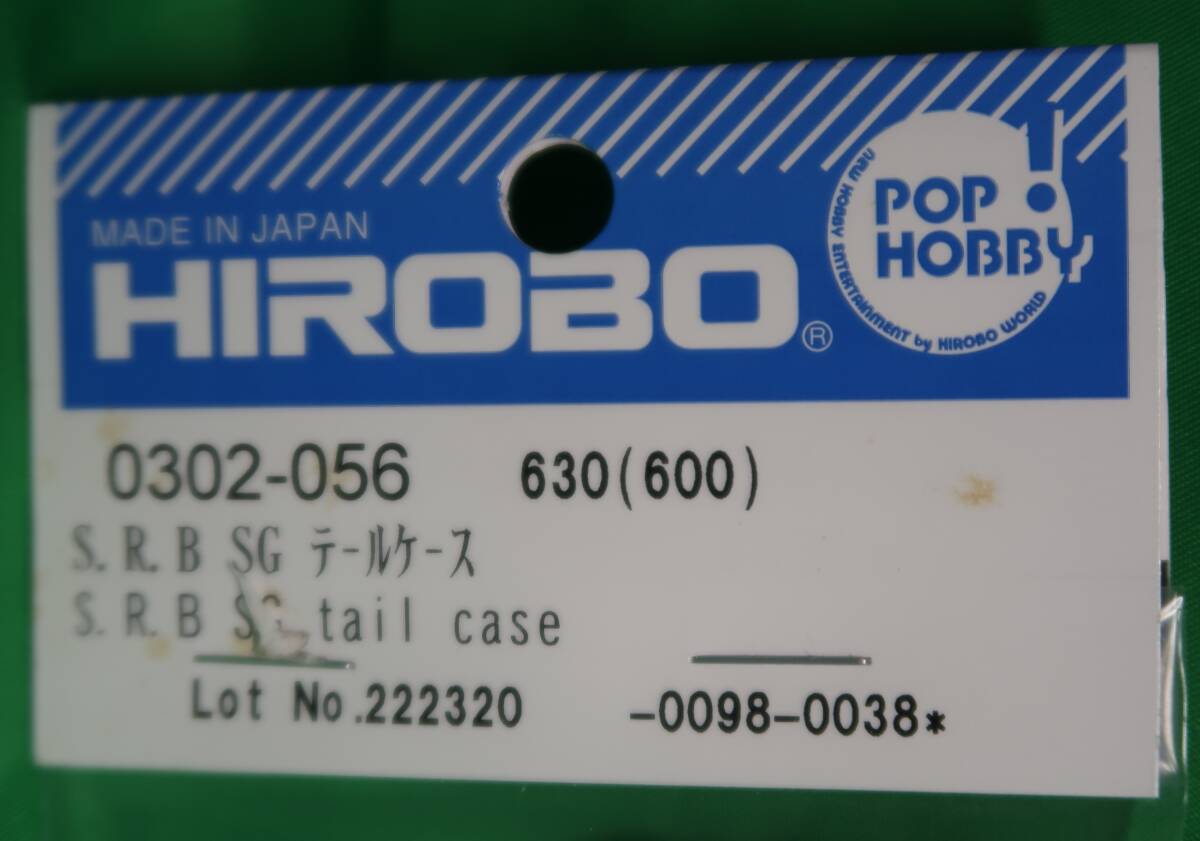 MADE IN JAPAN
HIROBO®
POP!
HOBBY
NEW HOBBY ENTERTAINMENT by HIROBO WORLD
0302-056 630(600)
S.R.B SG テールケース
S.R.B SG tail case
Lot No.222320 -0098-0038*